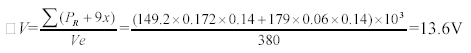 □ V = ∑(P_R + 9x) / Ve = (149.2×0.172×0.14+179×0.06×0.14)×10³ / 380 = 13.6V